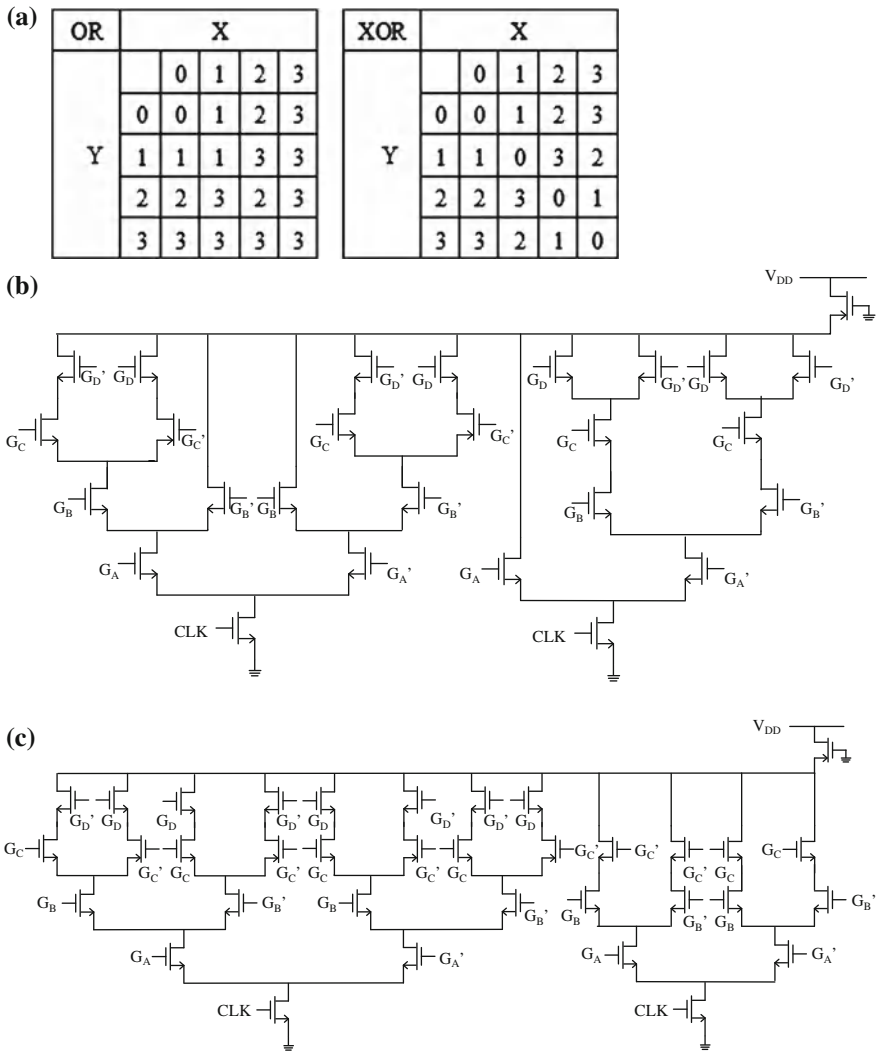 (a)
OR X
0 1 2 3
0 0 1 2 3
Y 1 1 1 3 3
2 2 3 2 3
3 3 3 3 3
XOR X
0 1 2 3
0 0 1 2 3
Y 1 1 0 3 2
2 2 3 0 1
3 3 2 1 0
(b)
VDD
GD' GD GD' GD GD GD' GD GD'
GC GC' GC GC' GC GC
GB GB' GB GB' GB GB'
GA GA' GA GA'
CLK CLK
(c)
VDD
GD' GD GD GD' GD GD' GD' GD
GC GC' GC GC' GC GC' GC GC' GC' GC' GC GC
GB GB' GB GB' GB GB' GB GB'
GA GA' GA GA'
CLK CLK